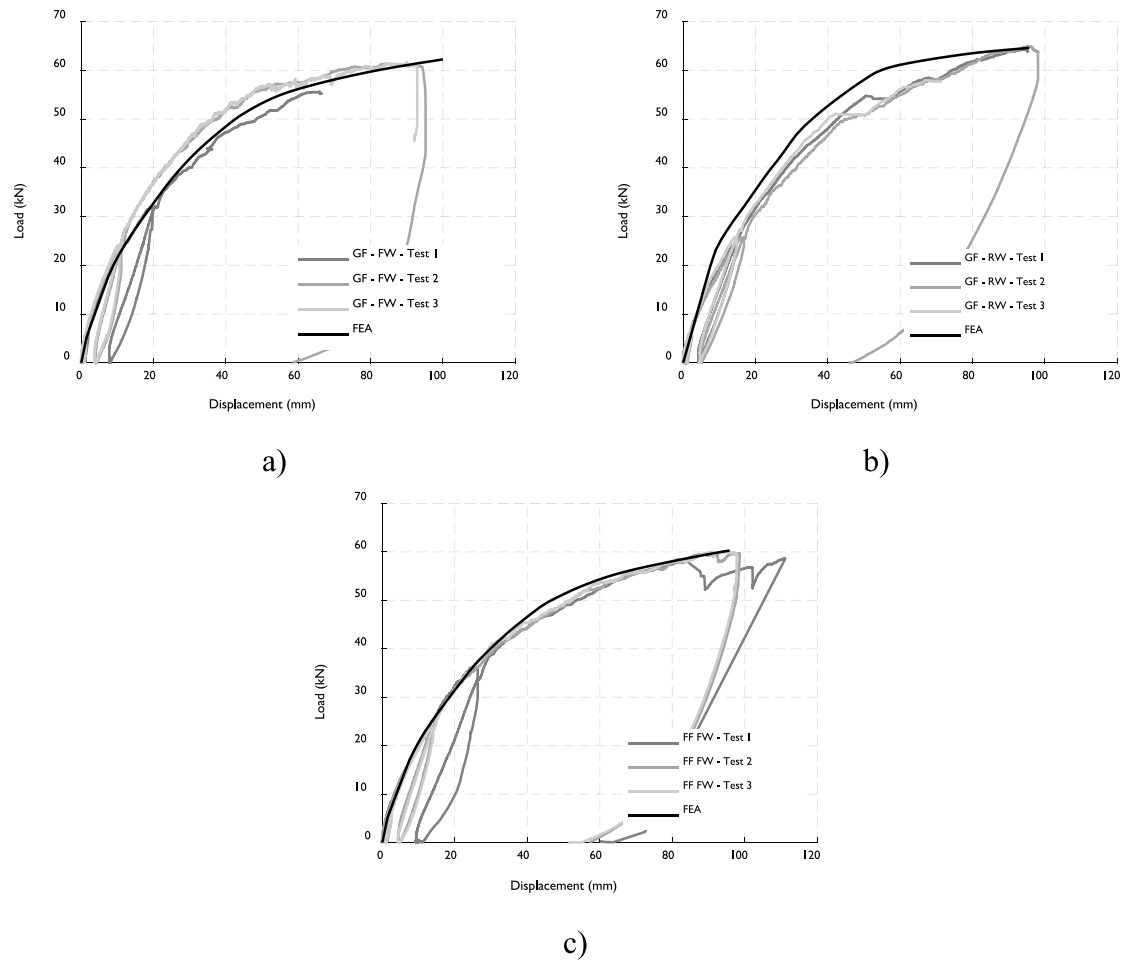 70
60
50
40
30
20
10
0
Load (kN)
GF - FW - Test 1
GF - FW - Test 2
GF - FW - Test 3
FEA
0 20 40 60 80 100 120
Displacement (mm)
a)
70
60
50
40
30
20
10
0
Load (kN)
GF - RW - Test 1
GF - RW - Test 2
GF - RW - Test 3
FEA
0 20 40 60 80 100 120
Displacement (mm)
b)
70
60
50
40
30
20
10
0
Load (kN)
FF FW - Test 1
FF FW - Test 2
FF FW - Test 3
FEA
0 20 40 60 80 100 120
Displacement (mm)
c)